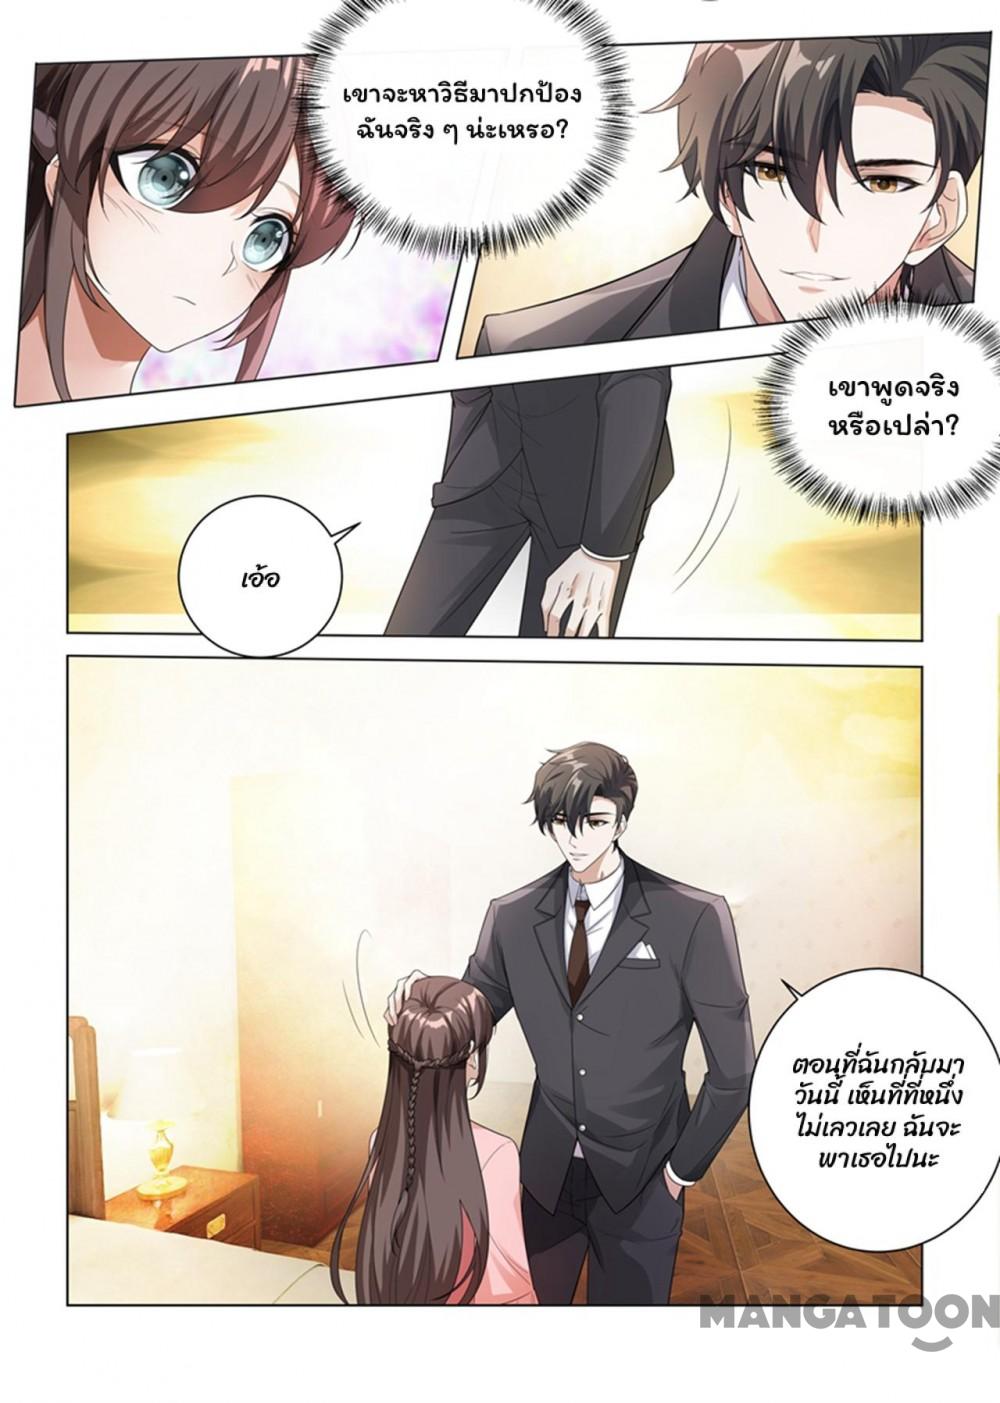 เขาจะหาวิธีมาปกป้อง
ฉันจริง ๆ น่ะเหรอ?
เขาพูดจริง
หรือเปล่า?
เอ้อ
ตอนที่ฉันกลับมา
วันนี้ เห็นที่ที่หนึ่ง
ไม่เลวเลย ฉันจะ
พาเธอไปนะ
MANGATOON